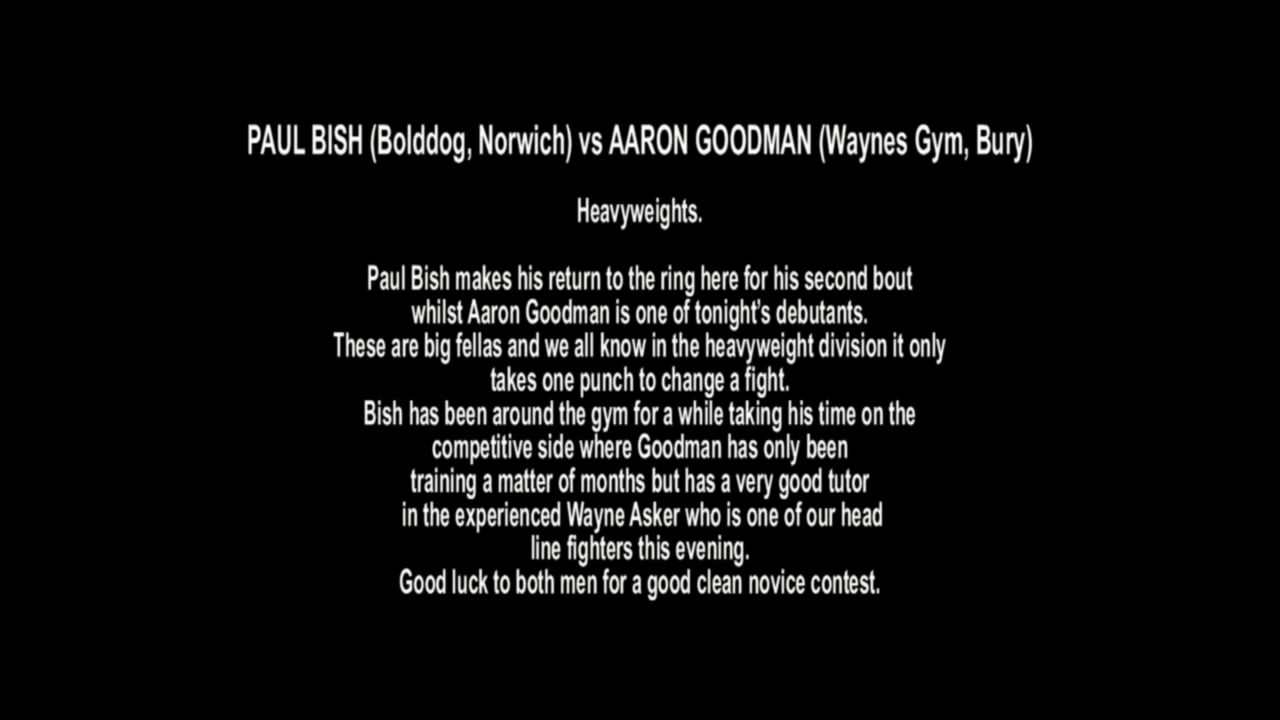 PAUL BISH (Bolddog, Norwich) vs AARON GOODMAN (Waynes Gym, Bury)
Heavyweights.
Paul Bish makes his return to the ring here for his second bout
whilst Aaron Goodman is one of tonight's debutants.
These are big fellas and we all know in the heavyweight division it only
takes one punch to change a fight.
Bish has been around the gym for a while taking his time on the
competitive side where Goodman has only been
training a matter of months but has a very good tutor
in the experienced Wayne Asker who is one of our head
line fighters this evening.
Good luck to both men for a good clean novice contest.